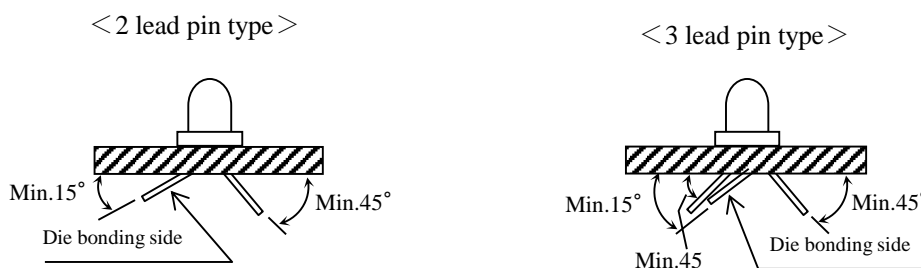 ＜2 lead pin type＞
Min.15°
Min.45°
Die bonding side
＜3 lead pin type＞
Min.15°
Min.45°
Die bonding side
Min.45